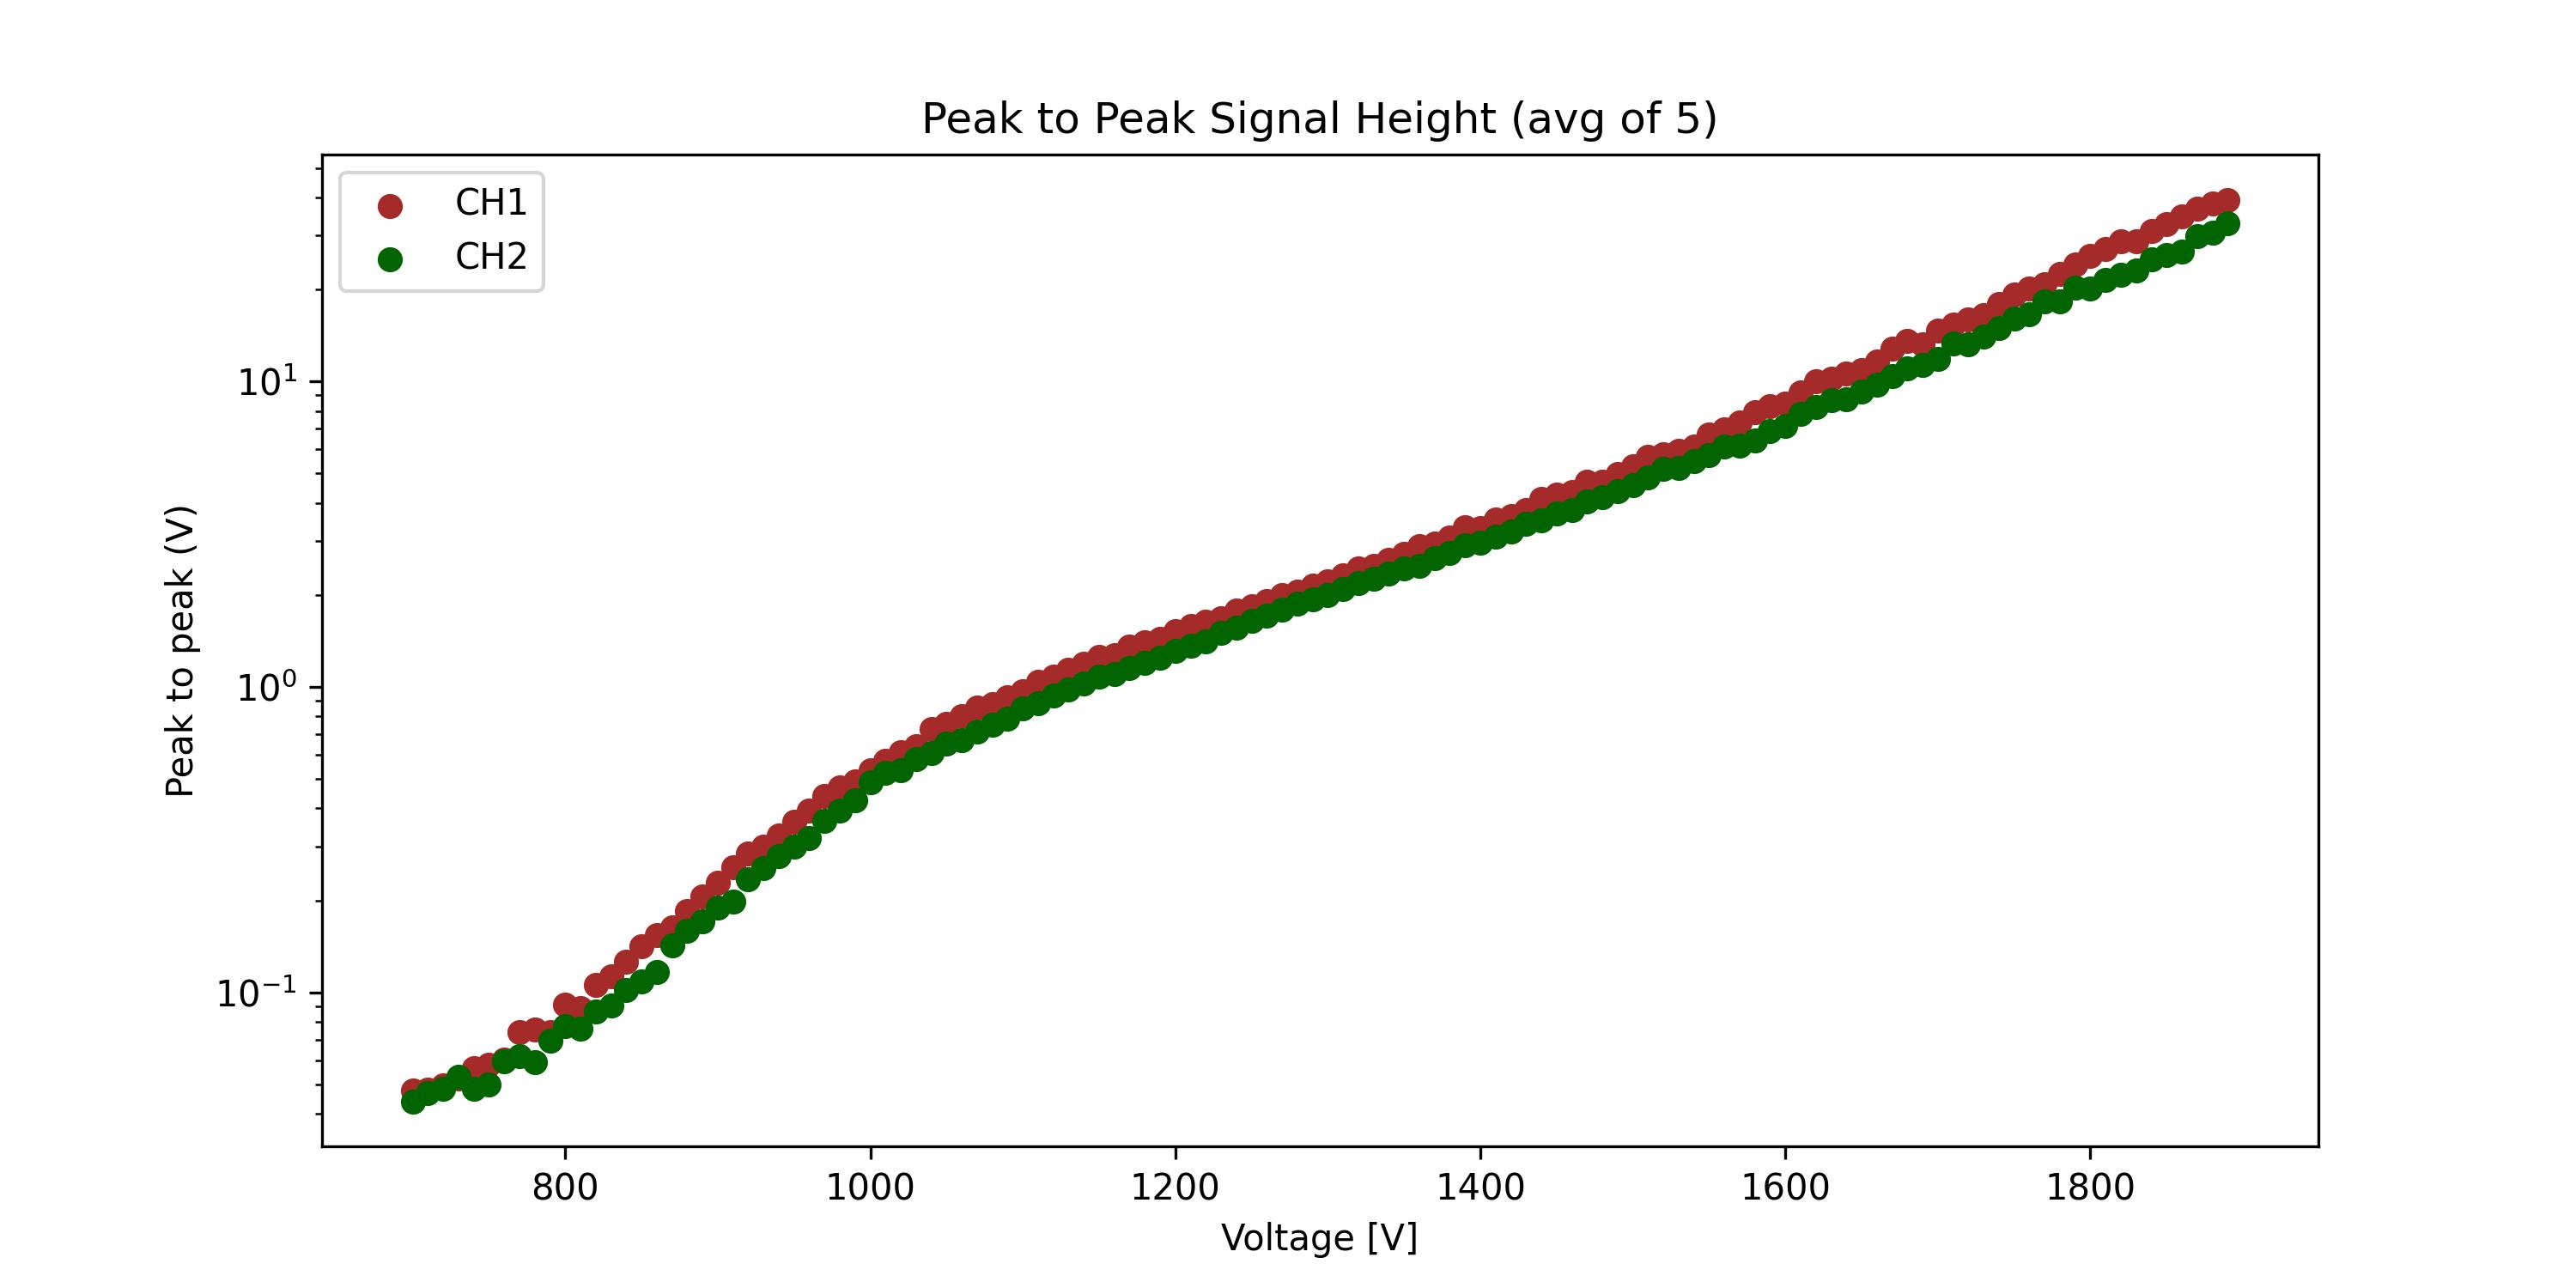 Peak to Peak Signal Height (avg of 5)
CH1
CH2
Peak to peak (V)
10¹
10⁰
10⁻¹
800 1000 1200 1400 1600 1800
Voltage [V]